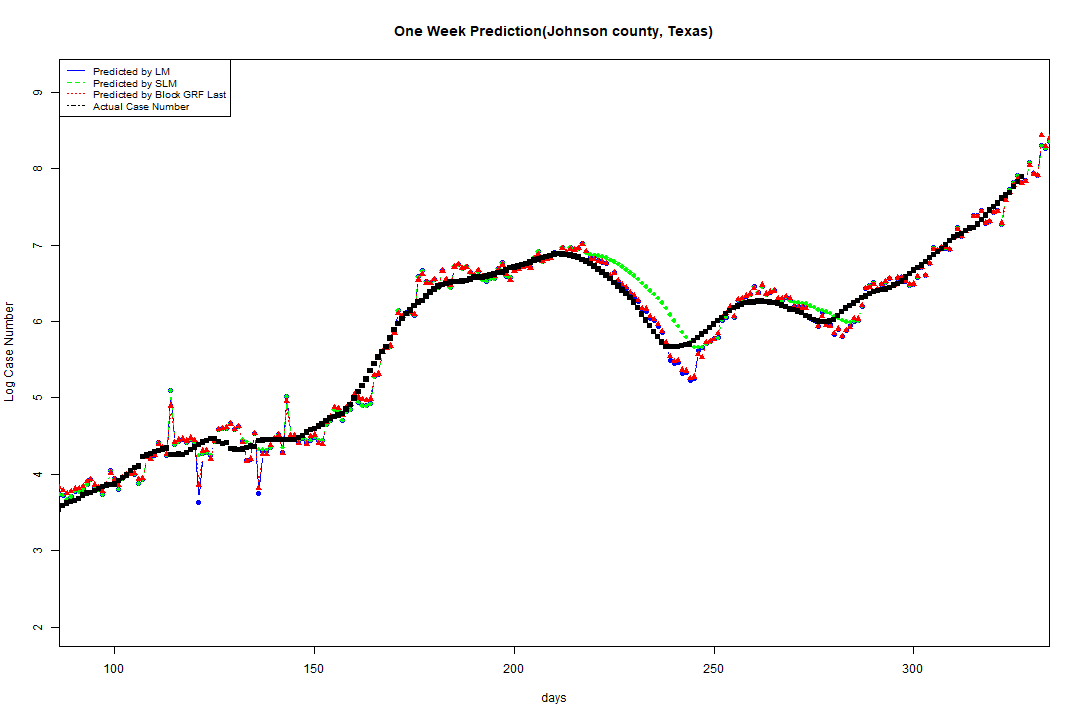 One Week Prediction(Johnson county, Texas)
Predicted by LM
Predicted by SLM
Predicted by Block GRF Last
Actual Case Number
Log Case Number
9
8
7
6
5
4
3
2
100 150 200 250 300
days